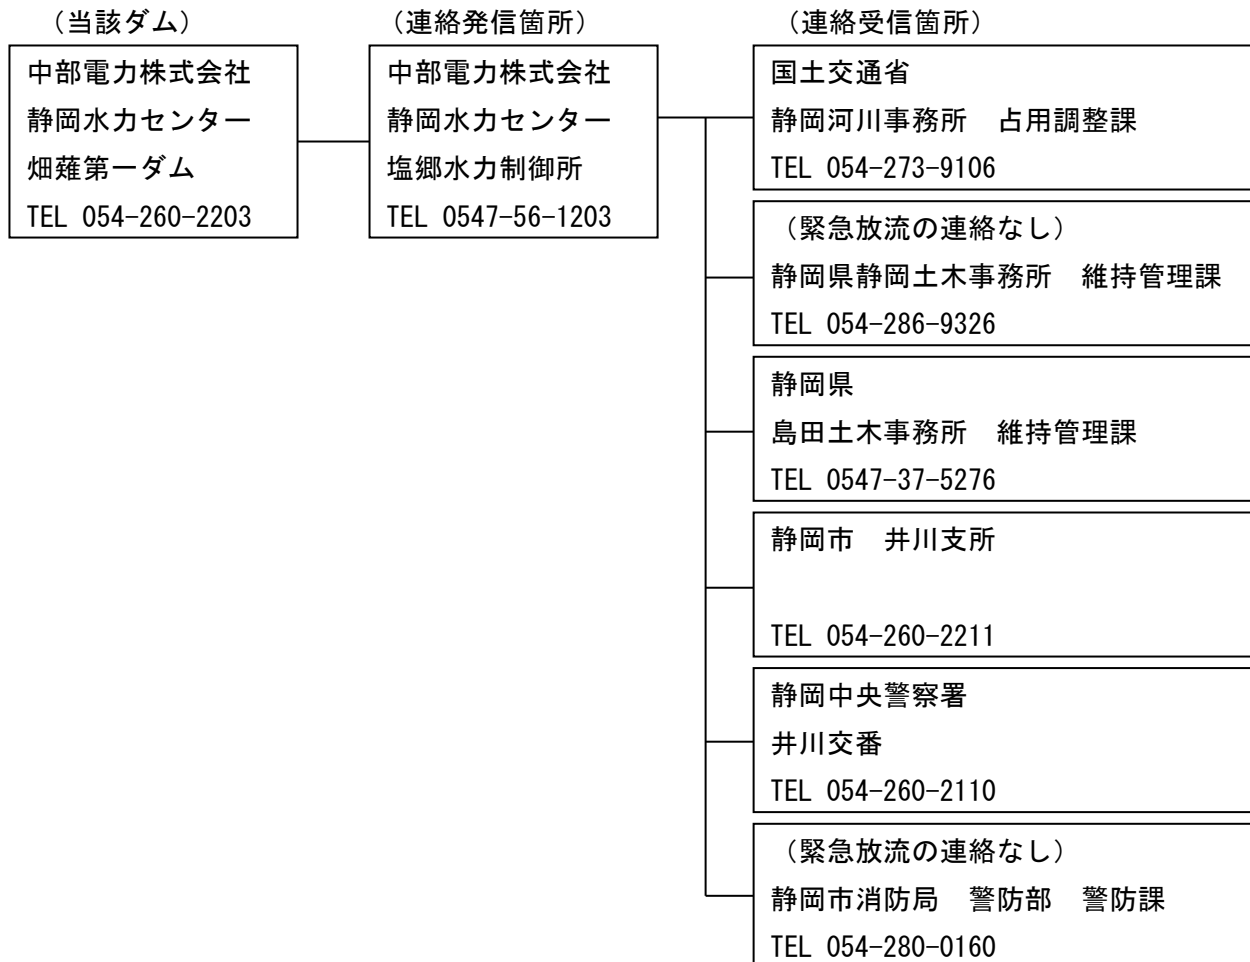 （当該ダム）
中部電力株式会社
静岡水力センター
畑薙第一ダム
TEL 054-260-2203
（連絡発信箇所）
中部電力株式会社
静岡水力センター
塩郷水力制御所
TEL 0547-56-1203
（連絡受信箇所）
国土交通省
静岡河川事務所　占用調整課
TEL 054-273-9106
（緊急放流の連絡なし）
静岡県静岡土木事務所　維持管理課
TEL 054-286-9326
静岡県
島田土木事務所　維持管理課
TEL 0547-37-5276
静岡市　井川支所
TEL 054-260-2211
静岡中央警察署
井川交番
TEL 054-260-2110
（緊急放流の連絡なし）
静岡市消防局　警防部　警防課
TEL 054-280-0160